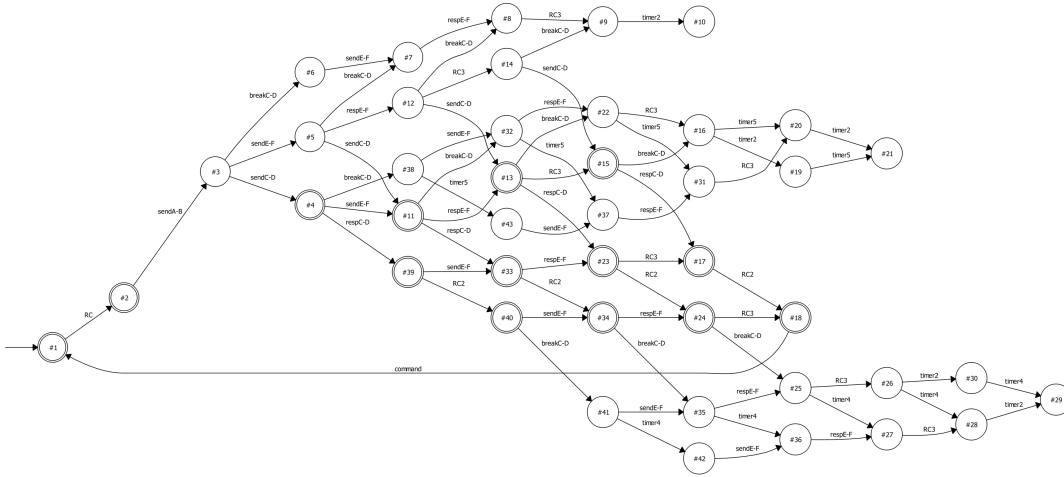 #8
RC3
#9
timer2
#10
respE-F
breakC-D
breakC-D
#7
sendE-F
#6
#14
RC3
sendC-D
breakC-D
breakC-D
#12
respE-F
sendC-D
respE-F
#22
RC3
breakC-D
timer5
#16
timer5
#20
timer2
timer2
#21
#5
sendE-F
sendC-D
sendE-F
#32
timer5
#15
breakC-D
respC-D
#19
timer5
#3
sendC-D
breakC-D
#38
breakC-D
timer5
#13
RC3
respC-D
#31
RC3
#4
sendE-F
#11
respE-F
respC-D
#43
sendE-F
#37
respE-F
sendA-B
respC-D
#39
sendE-F
#33
respE-F
#23
RC3
#17
RC2
RC2
RC2
RC2
#2
RC
#40
sendE-F
#34
respE-F
#24
RC3
#18
breakC-D
breakC-D
breakC-D
#1
command
#25
RC3
#26
timer2
#30
timer4
respE-F
timer4
timer4
#29
#41
sendE-F
#35
timer4
timer4
#28
timer2
#36
respE-F
#27
RC3
#42
sendE-F